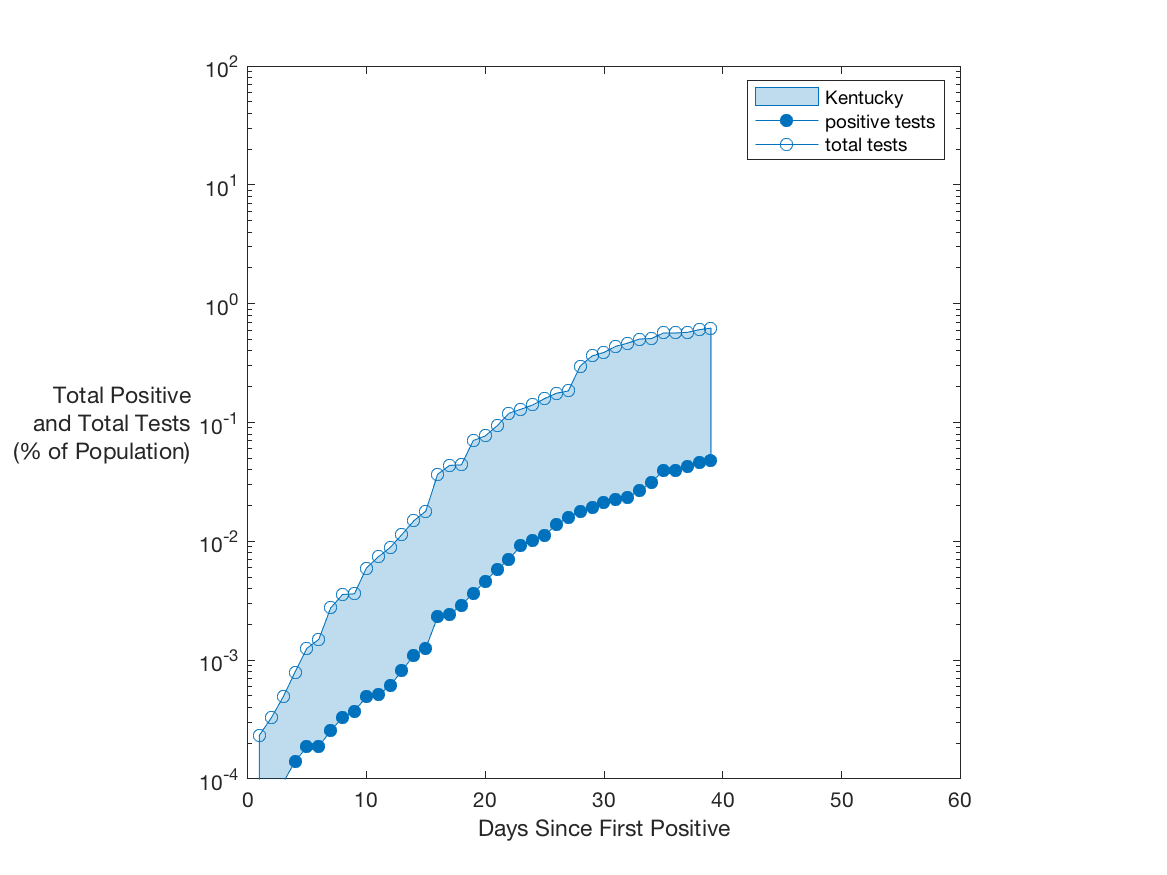 10^2
10^1
10^0
10^-1
10^-2
10^-3
10^-4
Total Positive
and Total Tests
(% of Population)
Kentucky
positive tests
total tests
0 10 20 30 40 50 60
Days Since First Positive